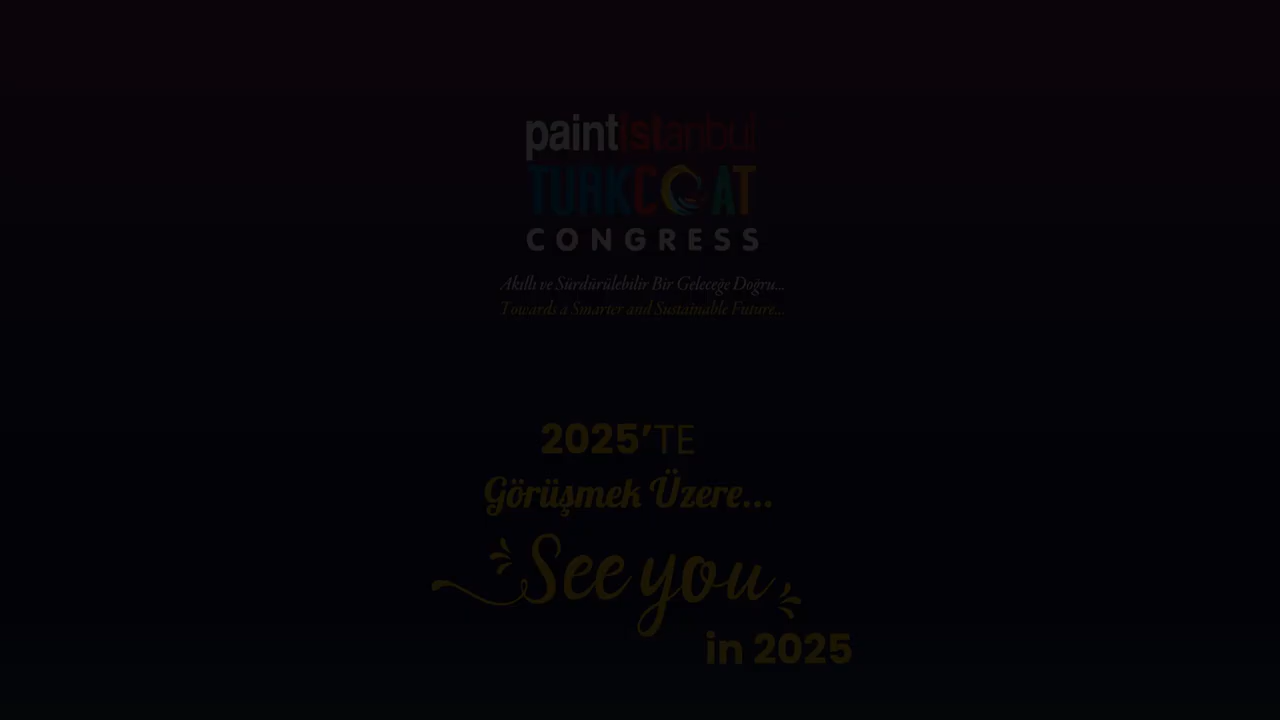 paintistanbul
TURKCOAT
CONGRESS
Akıllı ve Sürdürülebilir Bir Geleceğe Doğru...
Towards a Smarter and Sustainable Future...
2025'TE
Görüşmek Üzere...
See you
in 2025